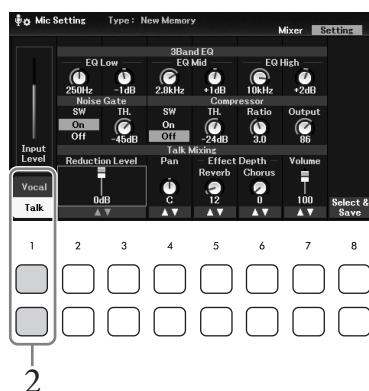 Mic Setting Type: New Memory
Mixer Setting
3Band EQ
EQ Low EQ Mid EQ High
250Hz -1dB 2.8kHz +1dB 10kHz +2dB
Noise Gate Compressor
SW TH. SW TH. Ratio Output
On On
Off -45dB Off -24dB 3.0 86
Input Level
Talk Mixing
Reduction Level Pan Effect Depth Volume
Reverb Chorus
0dB C 12 0 100
Vocal
Talk
Select & Save
1 2 3 4 5 6 7 8
2